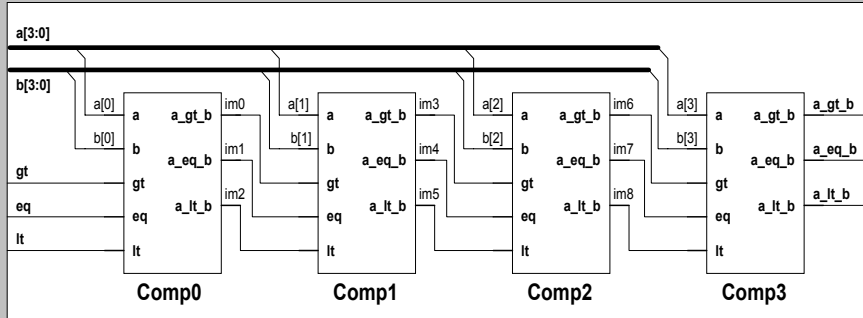 a[3:0]
b[3:0]
a[0] a a_gt_b im0 a[1] a a_gt_b im3 a[2] a a_gt_b im6 a[3] a a_gt_b a_gt_b
b[0] b b[1] b b[2] b b[3] b
a_eq_b im1 a_eq_b im4 a_eq_b im7 a_eq_b a_eq_b
gt gt gt gt gt
a_lt_b im2 a_lt_b im5 a_lt_b im8 a_lt_b a_lt_b
eq eq eq eq eq
lt lt lt lt lt
Comp0 Comp1 Comp2 Comp3